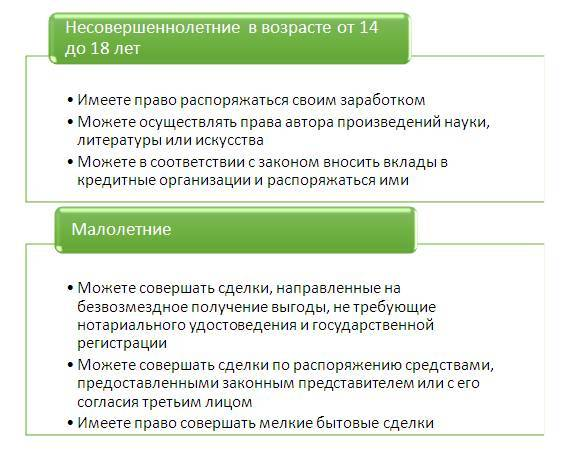 Несовершеннолетние в возрасте от 14
до 18 лет
• Имеете право распоряжаться своим заработком
• Можете осуществлять права автора произведений науки,
литературы или искусства
• Можете в соответствии с законом вносить вклады в
кредитные организации и распоряжаться ими
Малолетние
• Можете совершать сделки, направленные на
безвозмездное получение выгоды, не требующие
нотариального удостоведения и государственной
регистрации
• Можете совершать сделки по распоряжению средствами,
предоставленными законным представителем или с его
согласия третьим лицом
• Имеете право совершать мелкие бытовые сделки